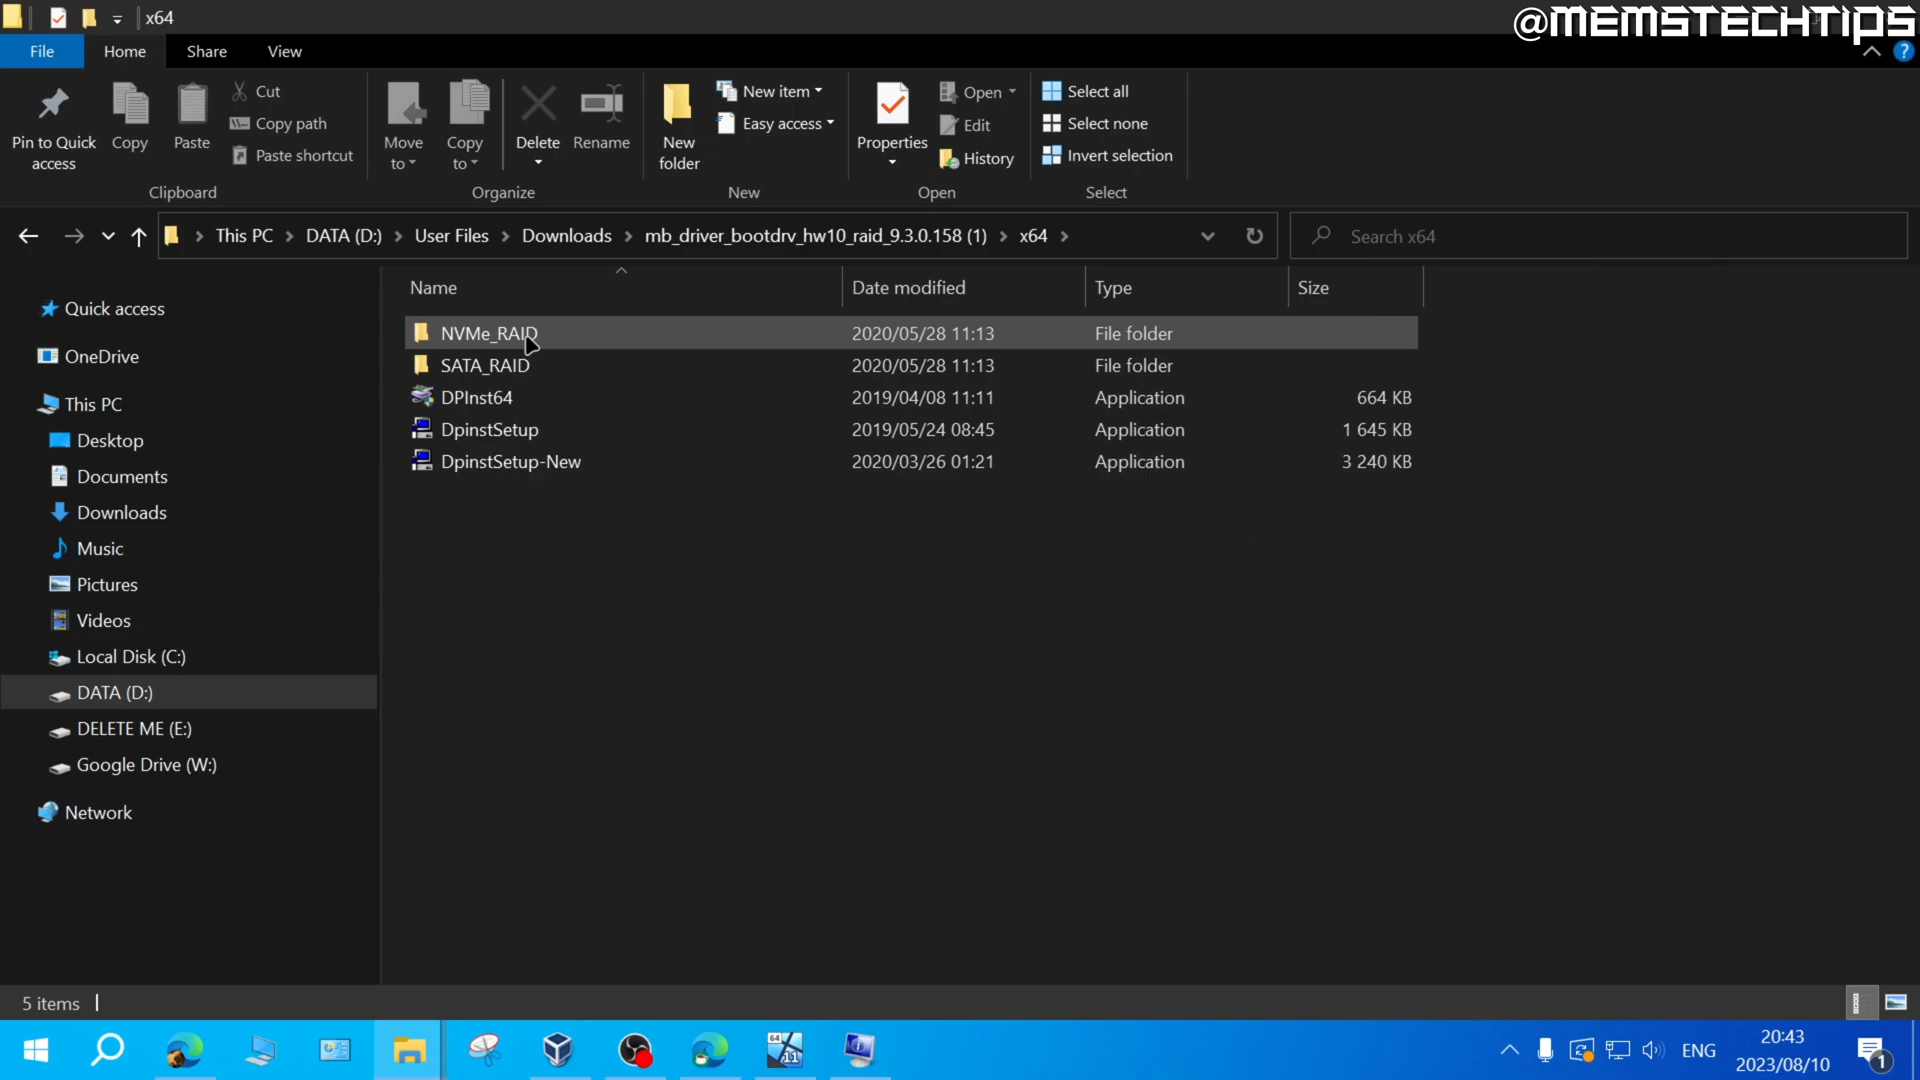 x64
@MEMSTECHTIPS
File Home Share View
Pin to Quick access
Copy
Paste
Cut
Copy path
Paste shortcut
Clipboard
Move to
Copy to
Delete
Rename
Organize
New folder
New item
Easy access
New
Properties
Open
Edit
History
Open
Select all
Select none
Invert selection
Select
This PC DATA (D:) User Files Downloads mb_driver_bootdrv_hw10_raid_9.3.0.158 (1) x64
Search x64
Quick access
OneDrive
This PC
Desktop
Documents
Downloads
Music
Pictures
Videos
Local Disk (C:)
DATA (D:)
DELETE ME (E:)
Google Drive (W:)
Network
Name Date modified Type Size
NVMe_RAID 2020/05/28 11:13 File folder
SATA_RAID 2020/05/28 11:13 File folder
DPInst64 2019/04/08 11:11 Application 664 KB
DpinstSetup 2019/05/24 08:45 Application 1 645 KB
DpinstSetup-New 2020/03/26 01:21 Application 3 240 KB
5 items
64
11
ENG
20:43
2023/08/10
1